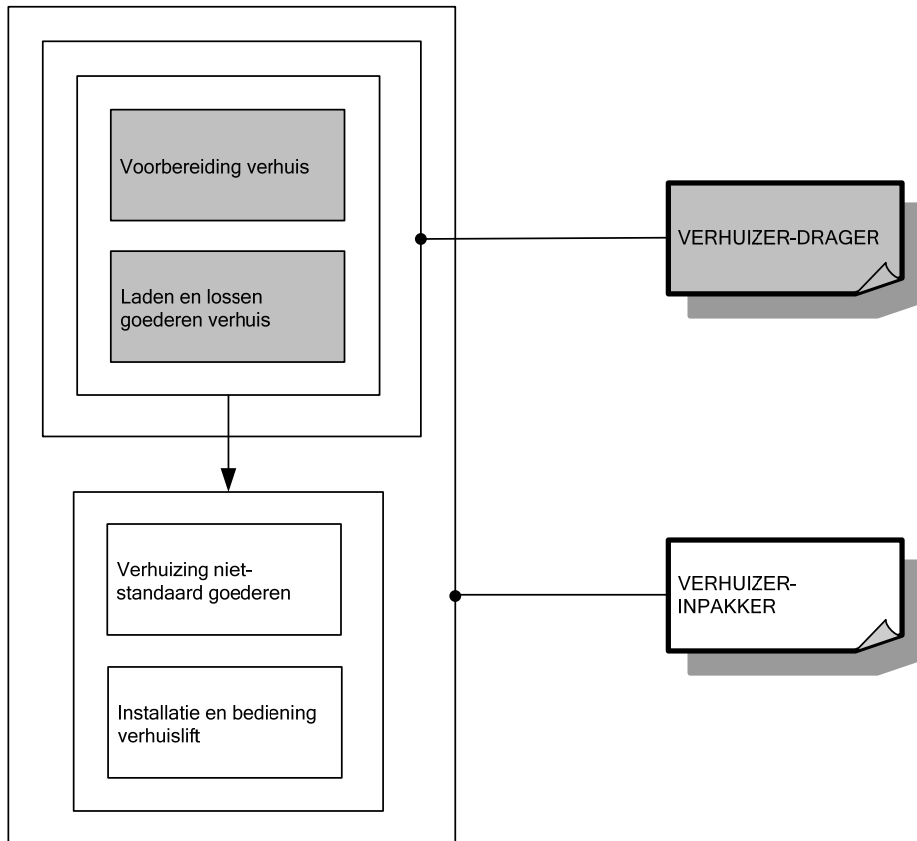 Voorbereiding verhuis
Laden en lossen
goederen verhuis
VERHUIZER-DRAGER
Verhuizing niet-
standaard goederen
Installatie en bediening
verhuislift
VERHUIZER-
INPAKKER